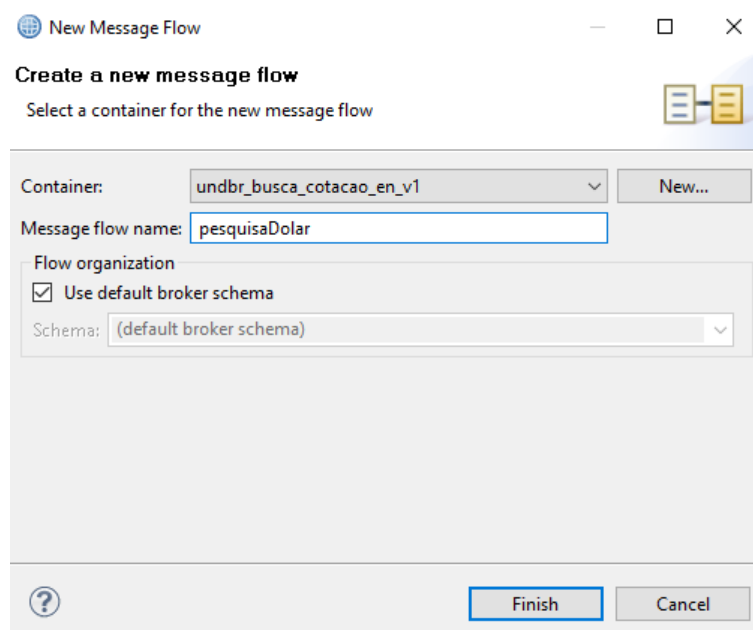 New Message Flow
Create a new message flow
Select a container for the new message flow
Container: undbr_busca_cotacao_en_v1 New...
Message flow name: pesquisaDolar
Flow organization
Use default broker schema
Schema: (default broker schema)
?
Finish Cancel